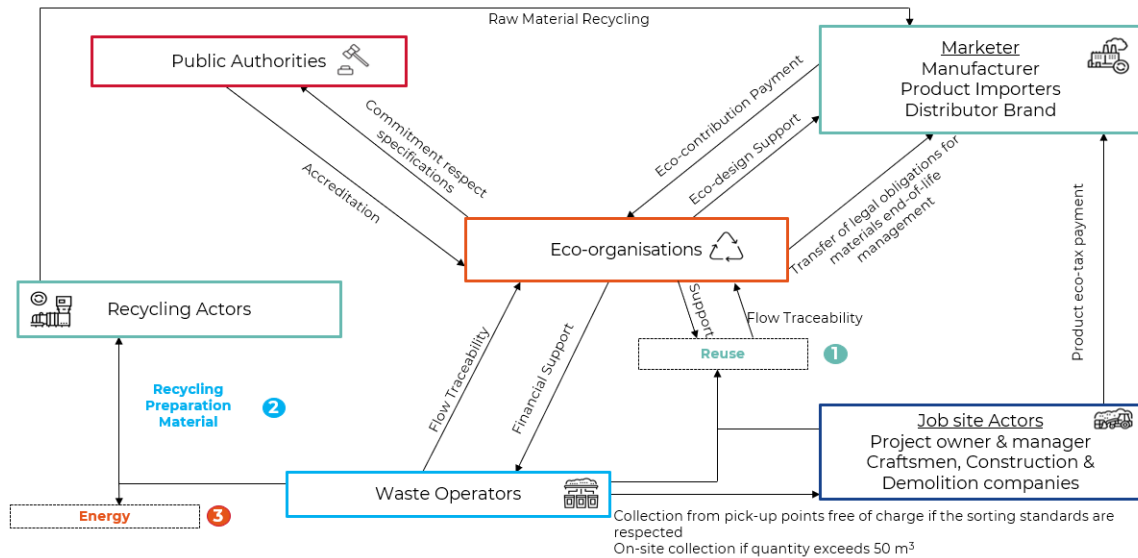 Raw Material Recycling
Public Authorities
Marketer
Manufacturer
Product Importers
Distributor Brand
Commitment respect
specifications
Accreditation
Eco-contribution Payment
Eco-design Support
Transfer of legal obligations for
materials end-of-life
management
Eco-organisations
Product eco-tax payment
Recycling Actors
Support
Flow Traceability
Reuse
1
Flow Traceability
Financial Support
Recycling
Preparation
Material
2
Job site Actors
Project owner & manager
Craftsmen, Construction &
Demolition companies
Waste Operators
Energy
3
Collection from pick-up points free of charge if the sorting standards are
respected
On-site collection if quantity exceeds 50 m³